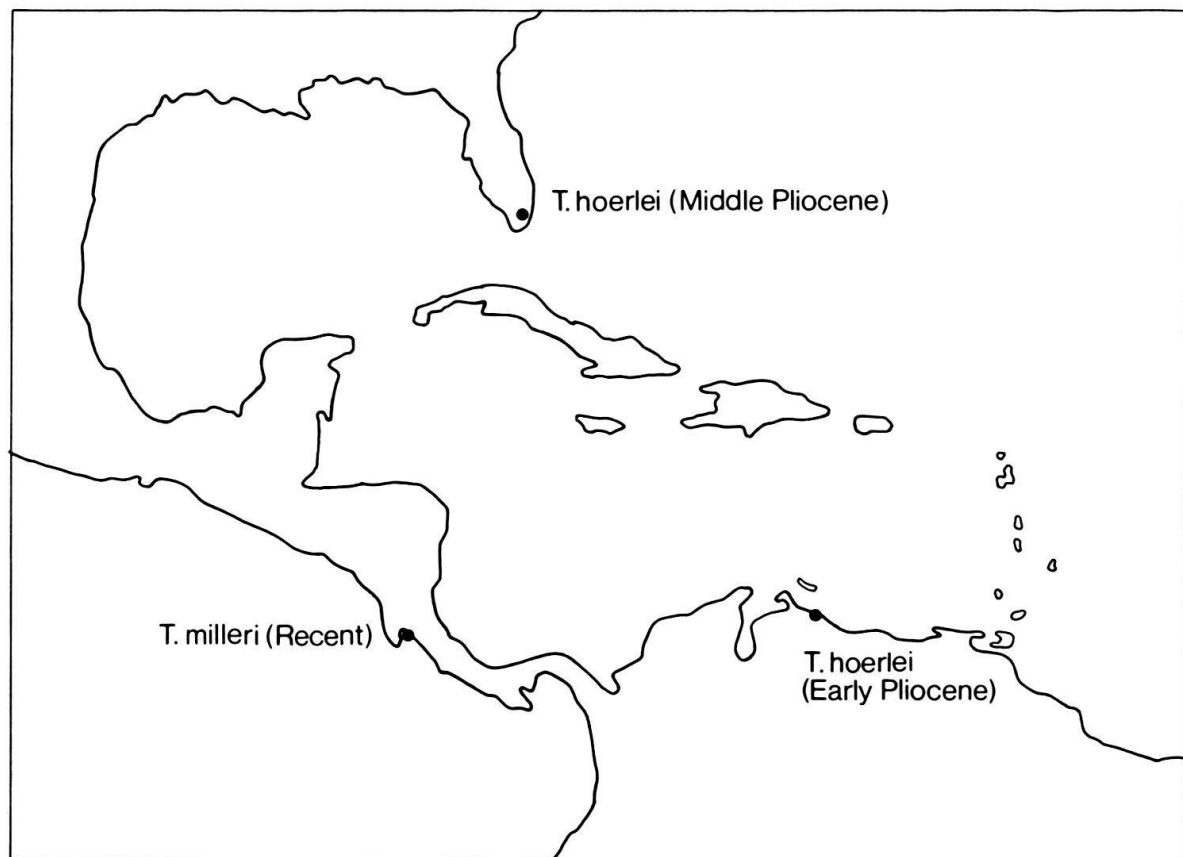 T. hoerlei (Middle Pliocene)
T. milleri (Recent)
T. hoerlei
(Early Pliocene)